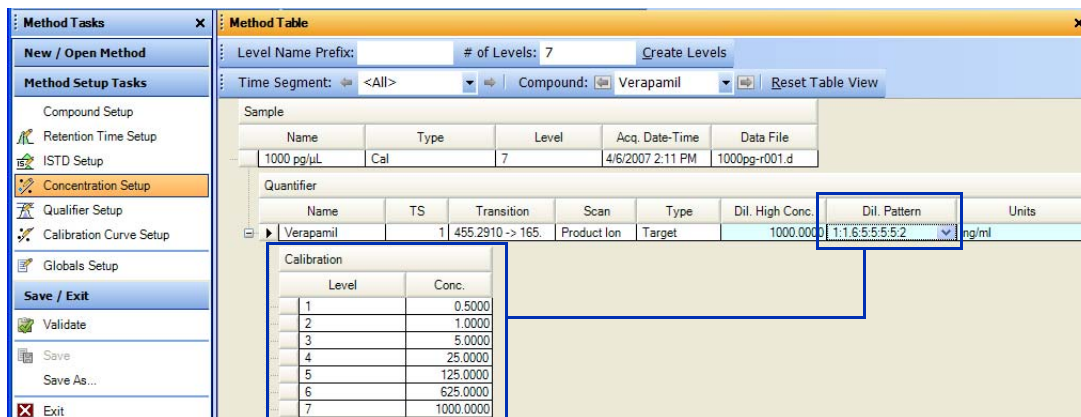 Method Tasks
New / Open Method
Method Setup Tasks
Compound Setup
Retention Time Setup
ISTD Setup
Concentration Setup
Qualifier Setup
Calibration Curve Setup
Globals Setup
Save / Exit
Validate
Save
Save As...
Exit
Method Table
Level Name Prefix: # of Levels: 7 Create Levels
Time Segment: <All> Compound: Verapamil Reset Table View
Sample
Name Type Level Acq. Date-Time Data File
1000 pg/µL Cal 7 4/6/2007 2:11 PM 1000pg-r001.d
Quantifier
Name TS Transition Scan Type Dil. High Conc. Dil. Pattern Units
Verapamil 1 455.2910 -> 165. Product Ion Target 1000.0000 1:1.6:5:5:5:5:2 ng/ml
Calibration
Level Conc.
1 0.5000
2 1.0000
3 5.0000
4 25.0000
5 125.0000
6 625.0000
7 1000.0000